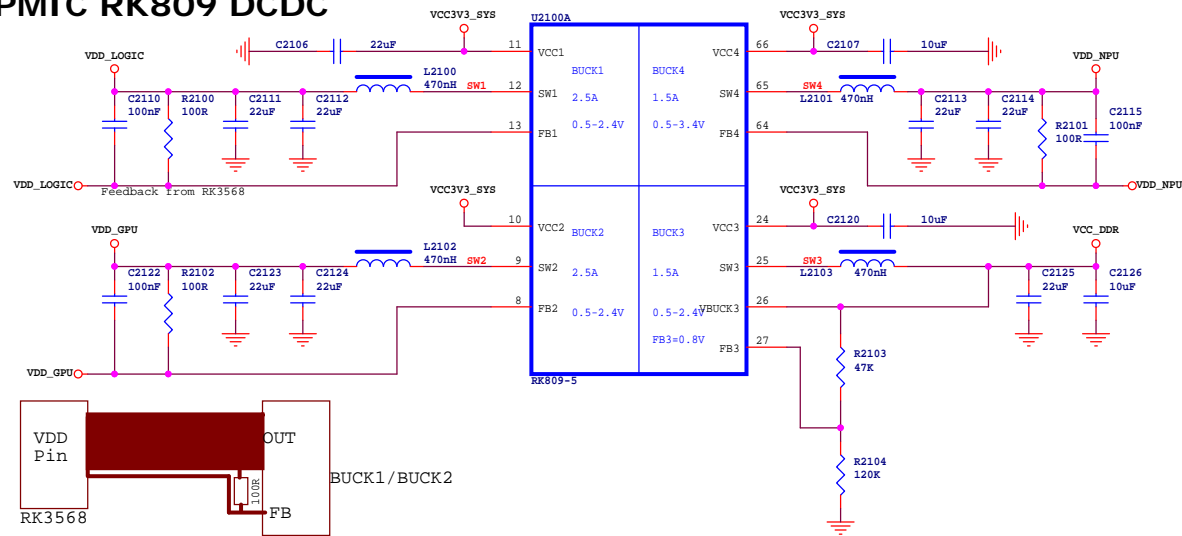 PMIC RK809 DCDC
VCC3V3_SYS
U2100A
VCC3V3_SYS
C2106
22uF
11
VCC1
VCC4
66
C2107
10uF
VDD_LOGIC
BUCK1
BUCK4
VDD_NPU
L2100
470nH
SW1
12
SW1
2.5A
1.5A
SW4
65
SW4
L2101
470nH
C2110
100nF
R2100
100R
C2111
22uF
C2112
22uF
C2113
22uF
C2114
22uF
C2115
100nF
R2101
100R
13
FB1
0.5-2.4V
0.5-3.4V
FB4
64
VDD_LOGIC
Feedback from RK3568
VDD_NPU
VCC3V3_SYS
VCC3V3_SYS
10
VCC2
VCC3
24
C2120
10uF
VDD_GPU
BUCK2
BUCK3
VCC_DDR
L2102
470nH
SW2
9
SW2
2.5A
1.5A
SW3
25
SW3
L2103
470nH
C2122
100nF
R2102
100R
C2123
22uF
C2124
22uF
C2125
22uF
C2126
10uF
8
FB2
0.5-2.4V
0.5-2.4V
VBUCK3
26
FB3=0.8V
FB3
27
R2103
47K
VDD_GPU
RK809-5
VDD
Pin
OUT
BUCK1/BUCK2
100R
FB
RK3568
R2104
120K